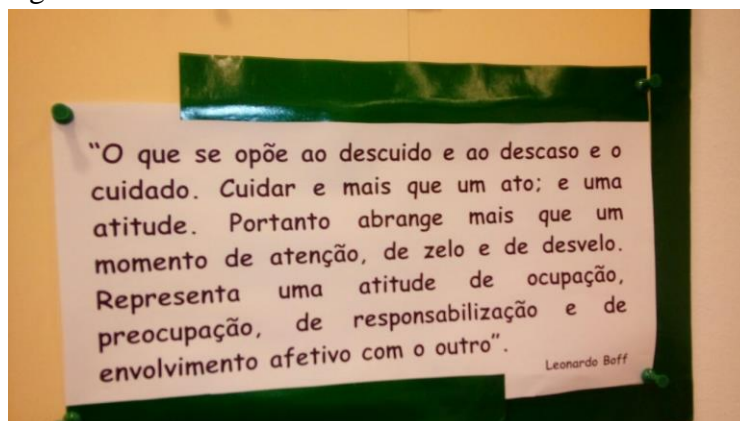 "O que se opõe ao descuido e ao descaso e o
cuidado. Cuidar e mais que um ato; e uma
atitude. Portanto abrange mais que um
momento de atenção, de zelo e de desvelo.
Representa uma atitude de ocupação,
preocupação, de responsabilização e de
envolvimento afetivo com o outro".
Leonardo Boff